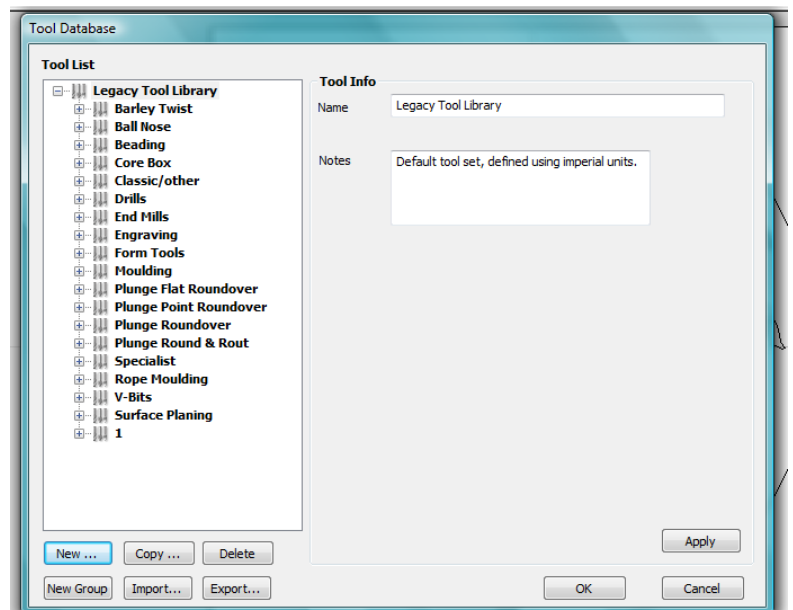 Tool Database
Tool List
Legacy Tool Library
Barley Twist
Ball Nose
Beading
Core Box
Classic/other
Drills
End Mills
Engraving
Form Tools
Moulding
Plunge Flat Roundover
Plunge Point Roundover
Plunge Roundover
Plunge Round & Rout
Specialist
Rope Moulding
V-Bits
Surface Planing
1
Tool Info
Name
Legacy Tool Library
Notes
Default tool set, defined using imperial units.
Apply
New ...
Copy ...
Delete
New Group
Import...
Export...
OK
Cancel